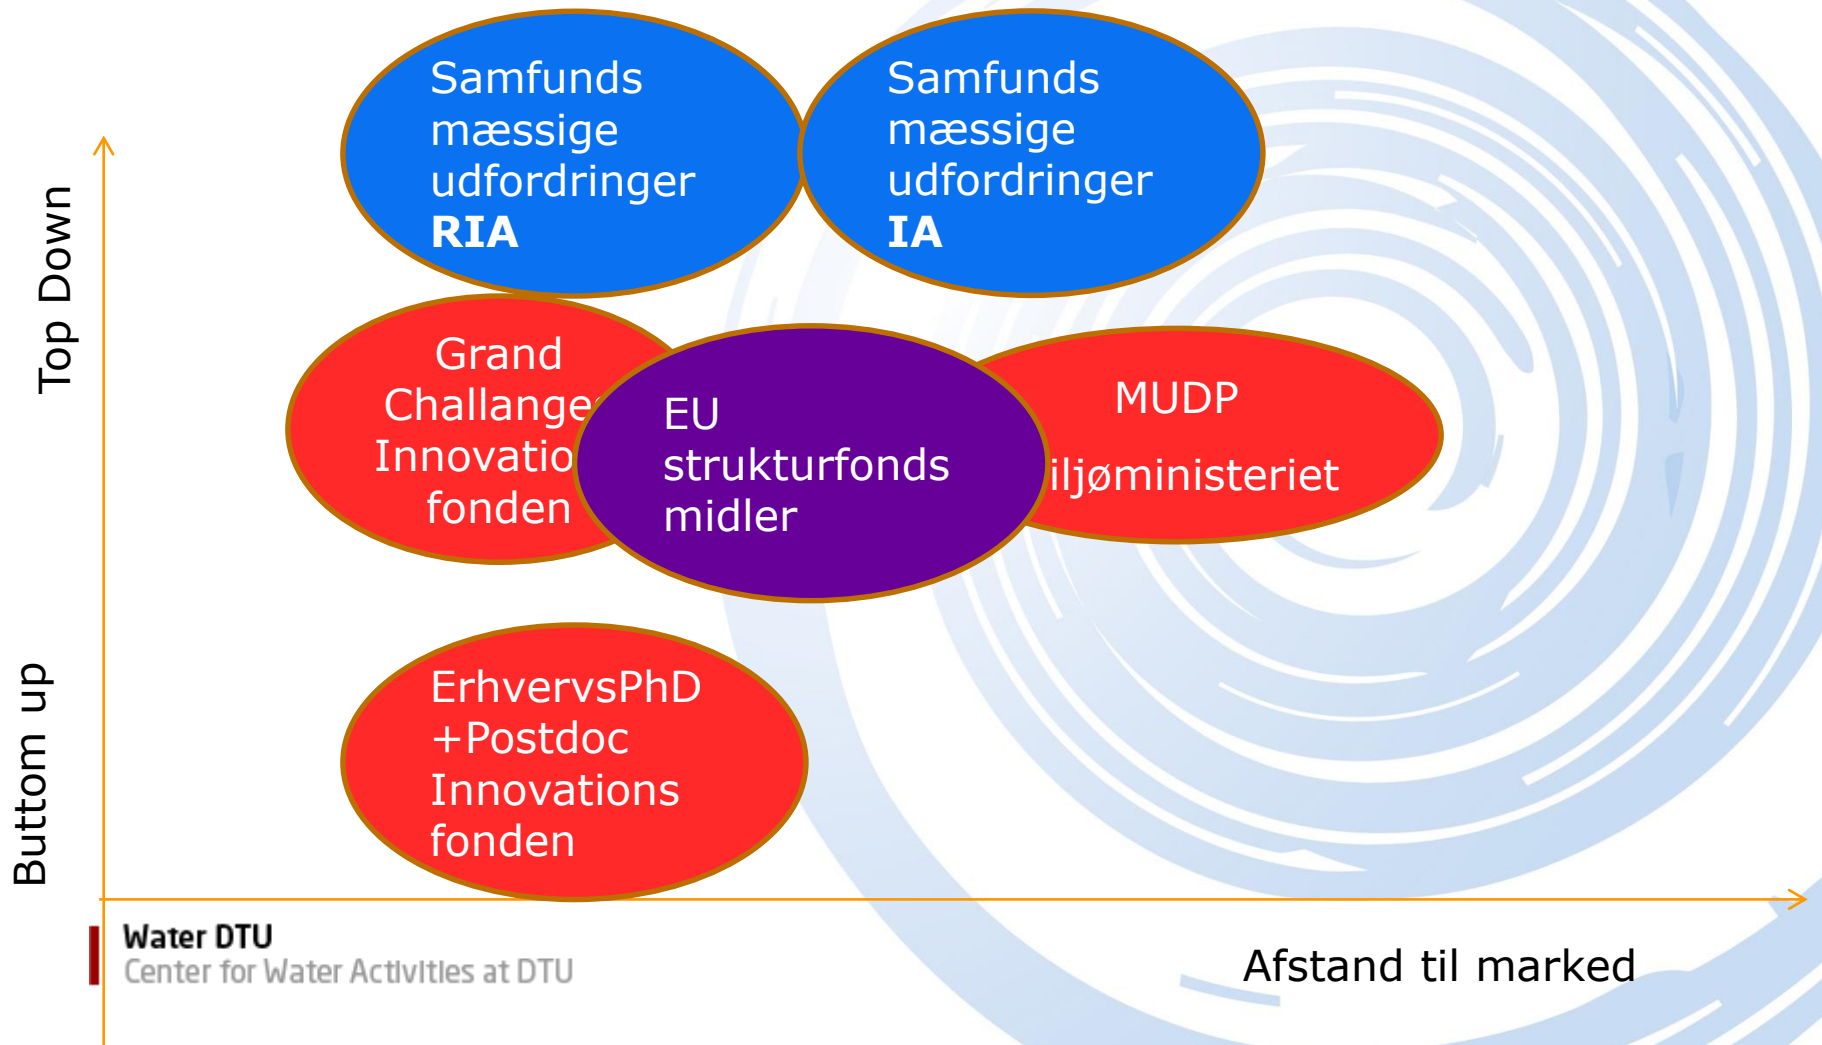 Samfunds
mæssige
udfordringer
RIA
Samfunds
mæssige
udfordringer
IA
Top Down
Grand
Challange
Innovatio
fonden
EU
strukturfonds
midler
MUDP
iljøministeriet
Buttom up
ErhvervsPhD
+Postdoc
Innovations
fonden
Water DTU
Center for Water Activities at DTU
Afstand til marked